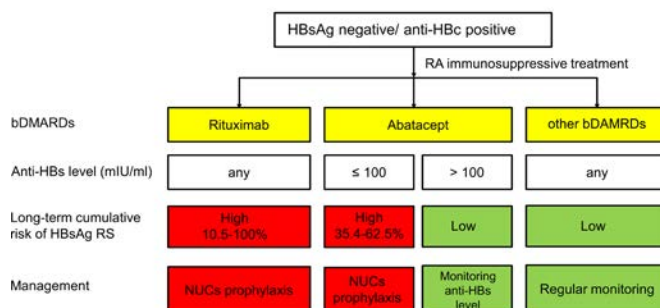 HBsAg negative/ anti-HBc positive
RA immunosuppressive treatment
bDMARDs
Rituximab
Abatacept
other bDAMRDs
Anti-HBs level (mIU/ml)
any
≤ 100
> 100
any
Long-term cumulative
risk of HBsAg RS
High
10.5-100%
High
35.4-62.5%
Low
Low
Management
NUCs prophylaxis
NUCs
prophylaxis
Monitoring
anti-HBs
level
Regular monitoring